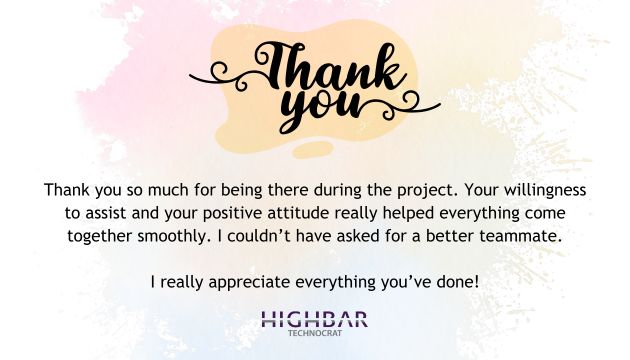 Thank
you
Thank you so much for being there during the project. Your willingness
to assist and your positive attitude really helped everything come
together smoothly. I couldn’t have asked for a better teammate.
I really appreciate everything you’ve done!
HIGHBAR
TECHNOCRAT